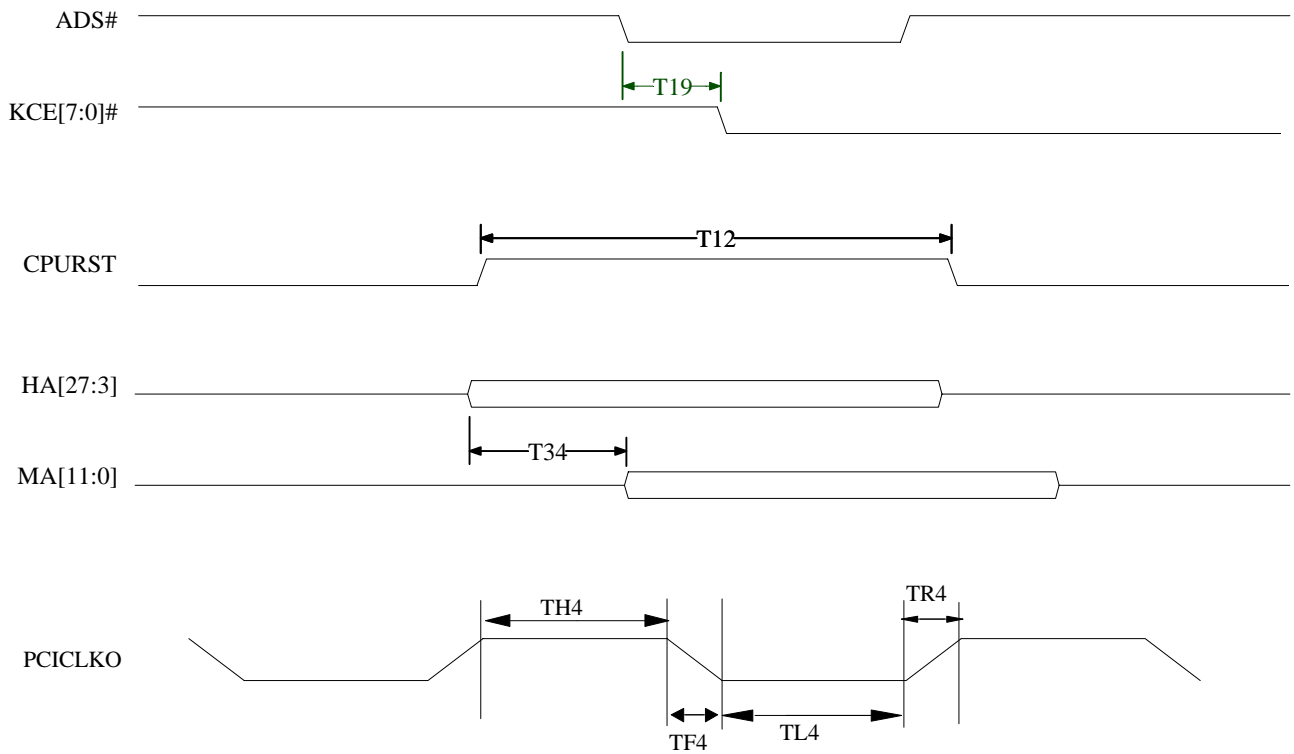 ADS#
T19
KCE[7:0]#
T12
CPURST
HA[27:3]
T34
MA[11:0]
TH4
TR4
PCICLKO
TF4
TL4